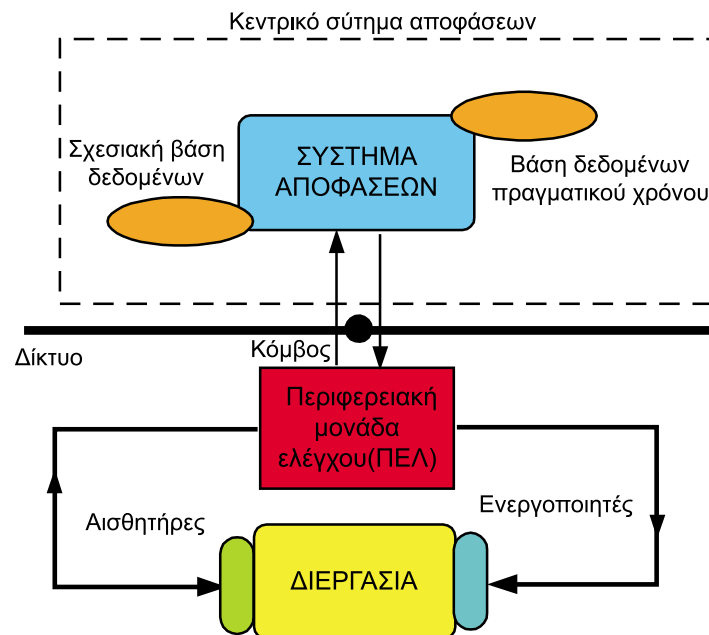 Κεντρικό σύτημα αποφάσεων
Σχεσιακή βάση
δεδομένων
ΣΥΣΤΗΜΑ
ΑΠΟΦΑΣΕΩΝ
Βάση δεδομένων
πραγματικού χρόνου
Δίκτυο
Κόμβος
Περιφερειακή
μονάδα
ελέγχου(ΠΕΛ)
Αισθητήρες
Ενεργοποιητές
ΔΙΕΡΓΑΣΙΑ